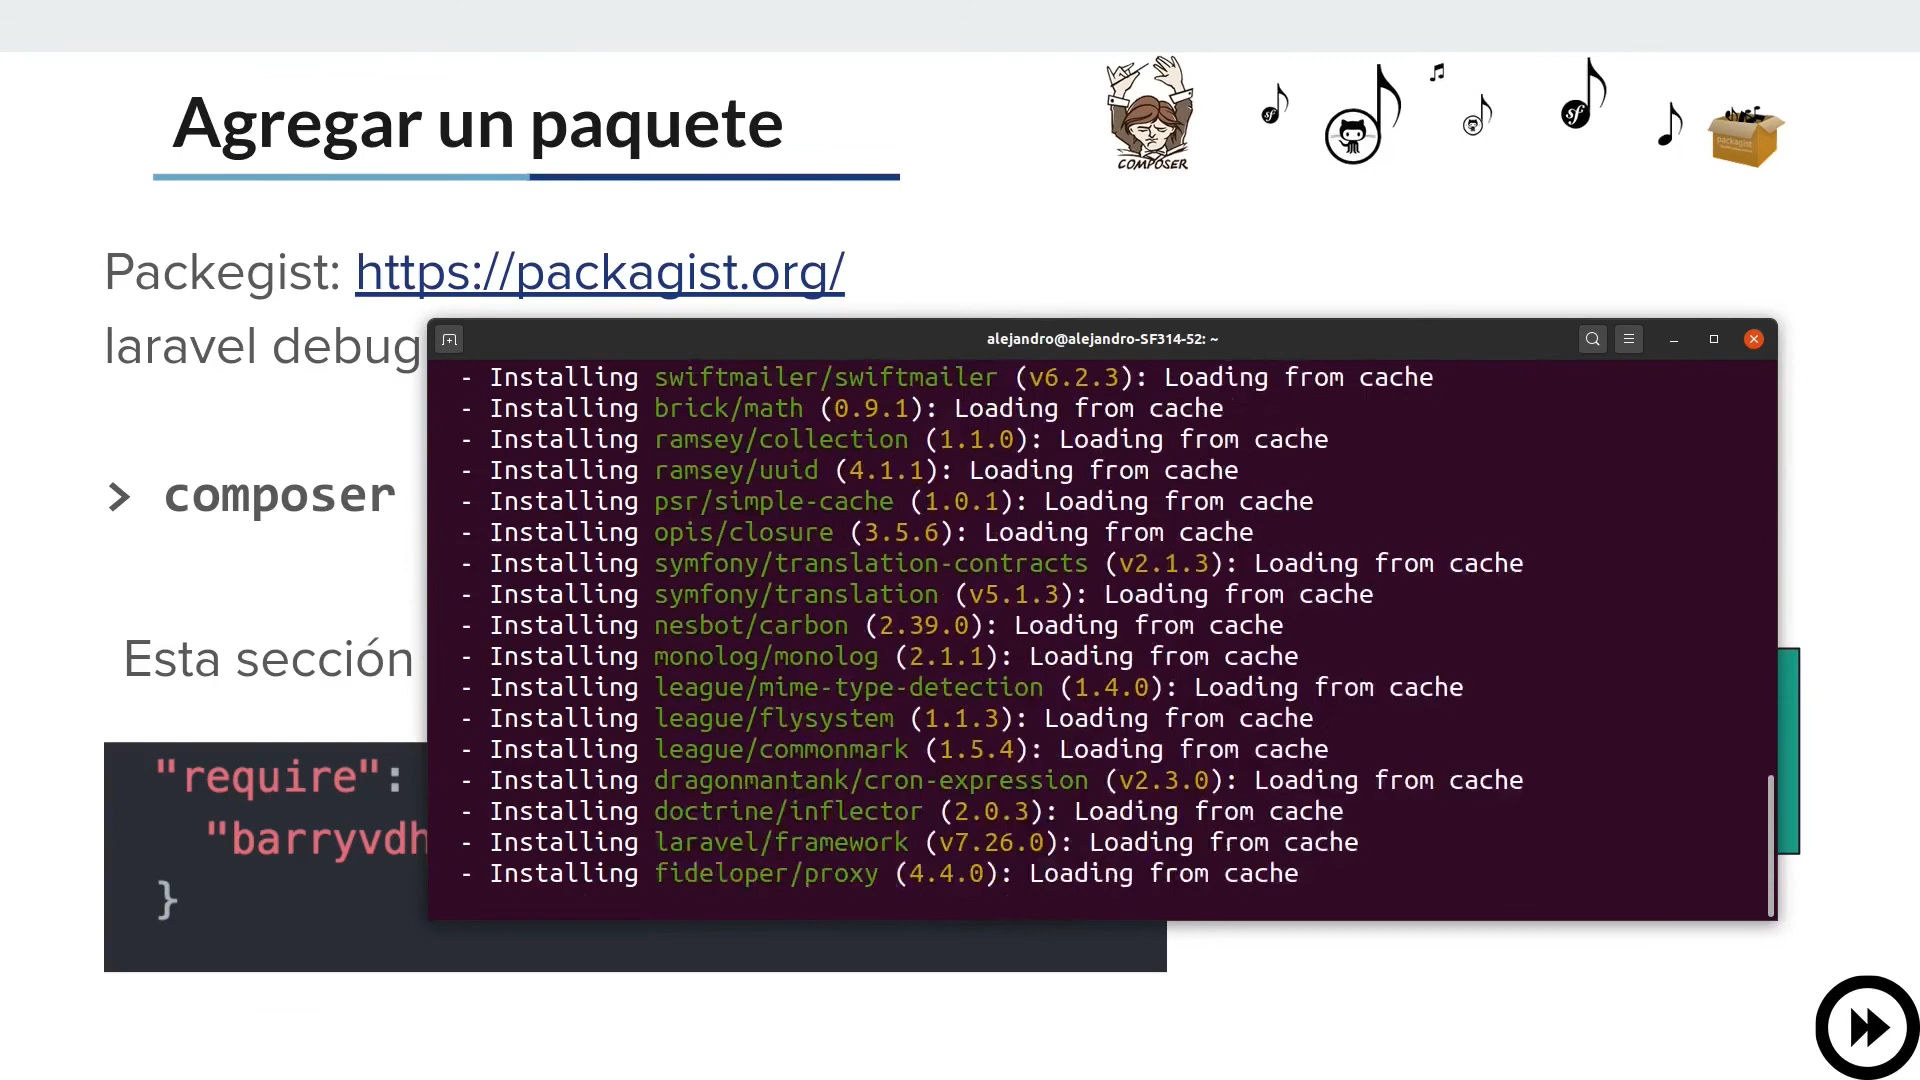 Agregar un paquete
COMPOSER
sf
sf
packagist
Packegist: https://packagist.org/
laravel debug
> composer
Esta sección
"require":
"barryvdh
}
alejandro@alejandro-SF314-52: ~
- Installing swiftmailer/swiftmailer (v6.2.3): Loading from cache
- Installing brick/math (0.9.1): Loading from cache
- Installing ramsey/collection (1.1.0): Loading from cache
- Installing ramsey/uuid (4.1.1): Loading from cache
- Installing psr/simple-cache (1.0.1): Loading from cache
- Installing opis/closure (3.5.6): Loading from cache
- Installing symfony/translation-contracts (v2.1.3): Loading from cache
- Installing symfony/translation (v5.1.3): Loading from cache
- Installing nesbot/carbon (2.39.0): Loading from cache
- Installing monolog/monolog (2.1.1): Loading from cache
- Installing league/mime-type-detection (1.4.0): Loading from cache
- Installing league/flysystem (1.1.3): Loading from cache
- Installing league/commonmark (1.5.4): Loading from cache
- Installing dragonmantank/cron-expression (v2.3.0): Loading from cache
- Installing doctrine/inflector (2.0.3): Loading from cache
- Installing laravel/framework (v7.26.0): Loading from cache
- Installing fideloper/proxy (4.4.0): Loading from cache